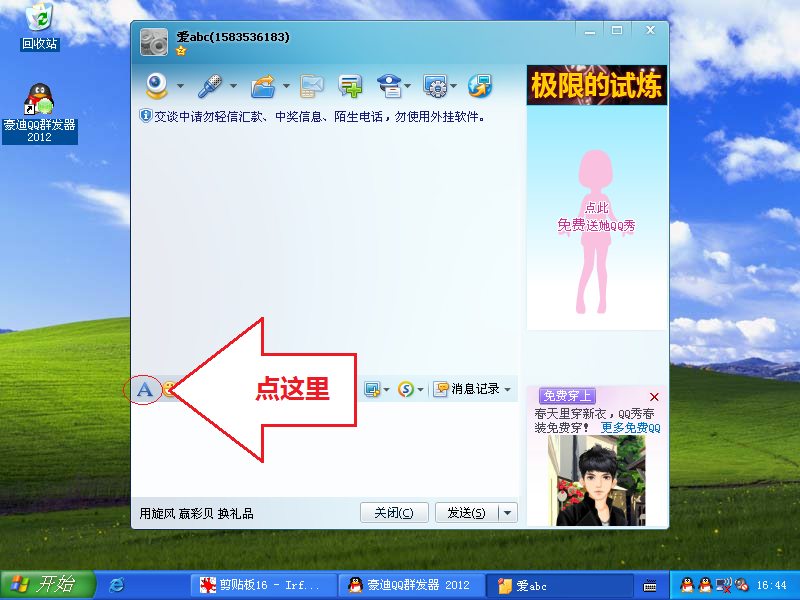 回收站
豪迪QQ群发器
2012
爱abc(1583536183)
交谈中请勿轻信汇款、中奖信息、陌生电话，勿使用外挂软件。
极限的试炼
点此
免费送她QQ秀
A
点这里
消息记录
免费穿上
春天里穿新衣，QQ秀春
装免费穿！ 更多免费QQ
用旋风 赢彩贝 换礼品
关闭(C)
发送(S)
开始
剪贴板16 - Irf...
豪迪QQ群发器 2012
爱abc
16:44